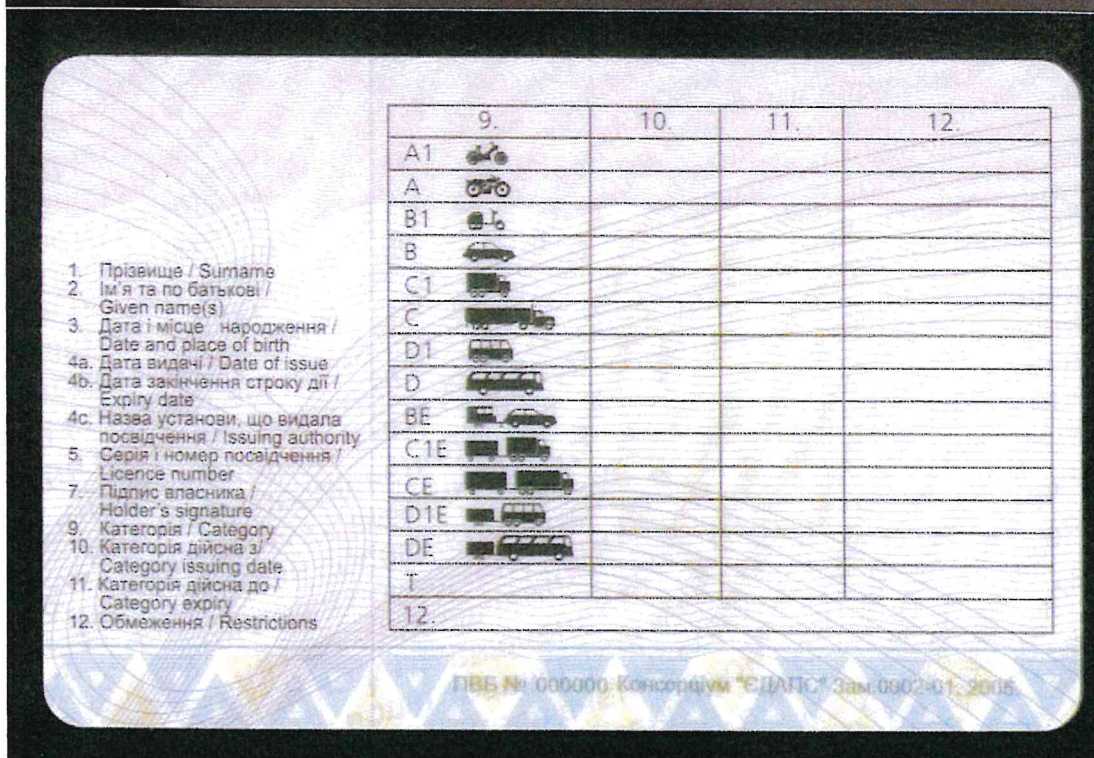 1. Прізвище / Surname
2. Ім'я та по батькові /
Given name(s)
3. Дата і місце народження /
Date and place of birth
4a. Дата видачі / Date of issue
4b. Дата закінчення строку дії /
Expiry date
4c. Назва установи, що видала
посвідчення / Issuing authority
5. Серія і номер посвідчення /
Licence number
7. Підпис власника /
Holder's signature
9. Категорія / Category
10. Категорія дійсна з/
Category issuing date
11. Категорія дійсна до /
Category expiry
12. Обмеження / Restrictions
9. 10. 11. 12.
A1
A
B1
B
C1
C
D1
D
BE
C1E
CE
D1E
DE
T
12.
ПВБ № 000000 Консорціум "ЄДАПС" Зам.0002-01, 2005